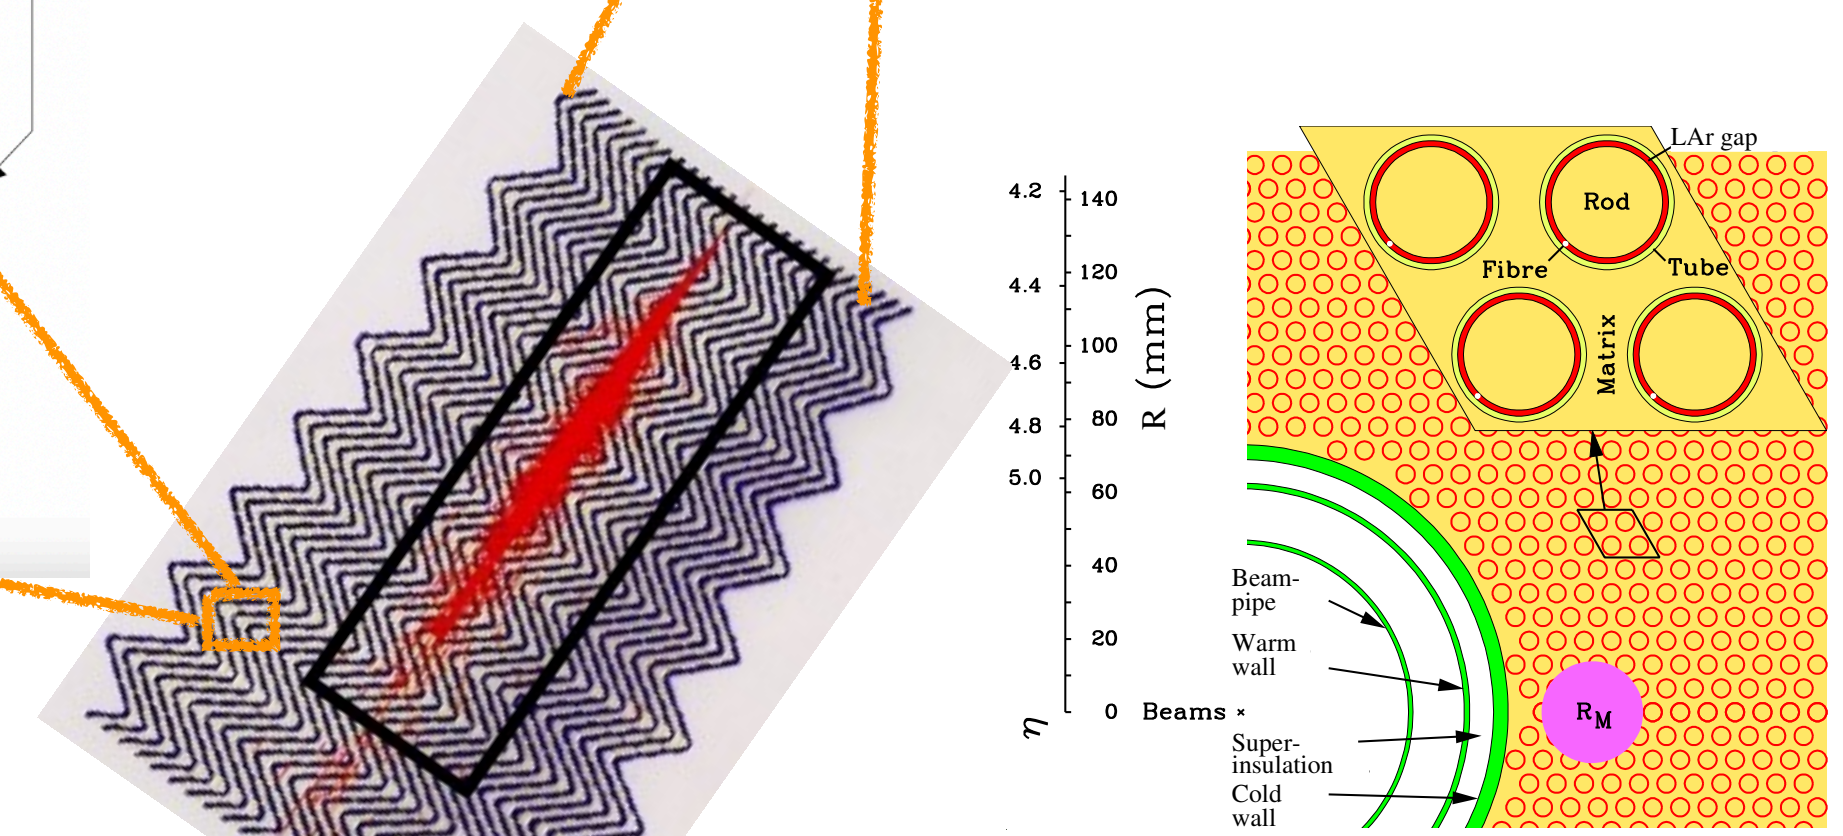 LAr gap
Rod
Fibre
Tube
Matrix
4.2
4.4
4.6
4.8
5.0
η
140
120
100
80
60
40
20
0
R (mm)
Beams ×
Beam-
pipe
Warm
wall
Super-
insulation
Cold
wall
RM